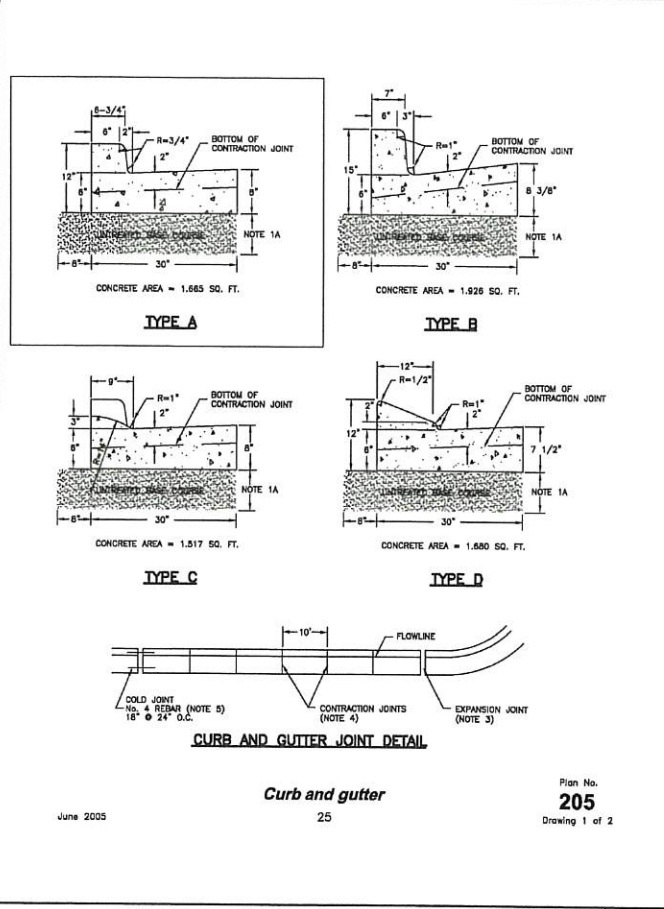 6-3/4"
6" 2"
R=3/4"
2"
BOTTOM OF
CONTRACTION JOINT
12"
6"
8"
UNTREATED BASE COURSE
NOTE 1A
8"
30"
CONCRETE AREA = 1.665 SQ. FT.
TYPE A
7"
6" 3"
R=1"
2"
BOTTOM OF
CONTRACTION JOINT
15"
6"
8 3/8"
UNTREATED BASE COURSE
NOTE 1A
8"
30"
CONCRETE AREA = 1.926 SQ. FT.
TYPE B
9"
R=1"
2"
BOTTOM OF
CONTRACTION JOINT
3"
6"
8"
UNTREATED BASE COURSE
NOTE 1A
8"
30"
CONCRETE AREA = 1.517 SQ. FT.
TYPE C
12"
R=1/2"
R=1"
2"
2"
BOTTOM OF
CONTRACTION JOINT
12"
6"
7 1/2"
UNTREATED BASE COURSE
NOTE 1A
8"
30"
CONCRETE AREA = 1.680 SQ. FT.
TYPE D
10'
FLOWLINE
COLD JOINT
No. 4 REBAR (NOTE 5)
18" @ 24" O.C.
CONTRACTION JOINTS
(NOTE 4)
EXPANSION JOINT
(NOTE 3)
CURB AND GUTTER JOINT DETAIL
Curb and gutter
June 2005
25
Plan No.
205
Drawing 1 of 2